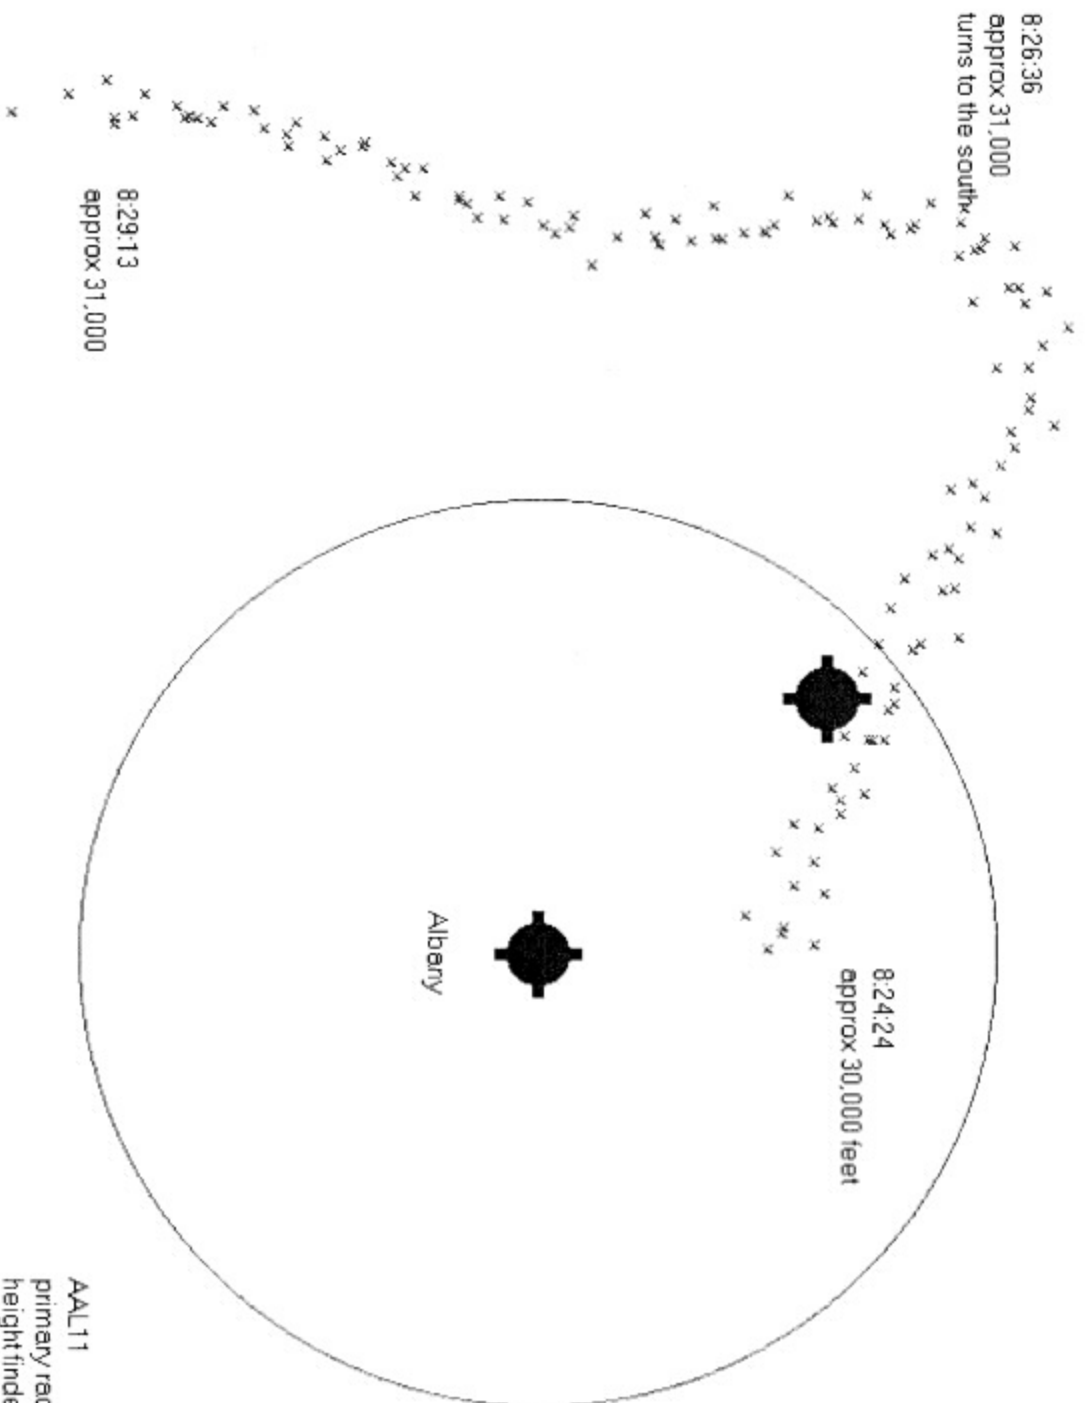 8:26:36
approx 31,000
turns to the south
8:29:13
approx 31,000
Albany
8:24:24
approx 30,000 feet
AAL11
primary